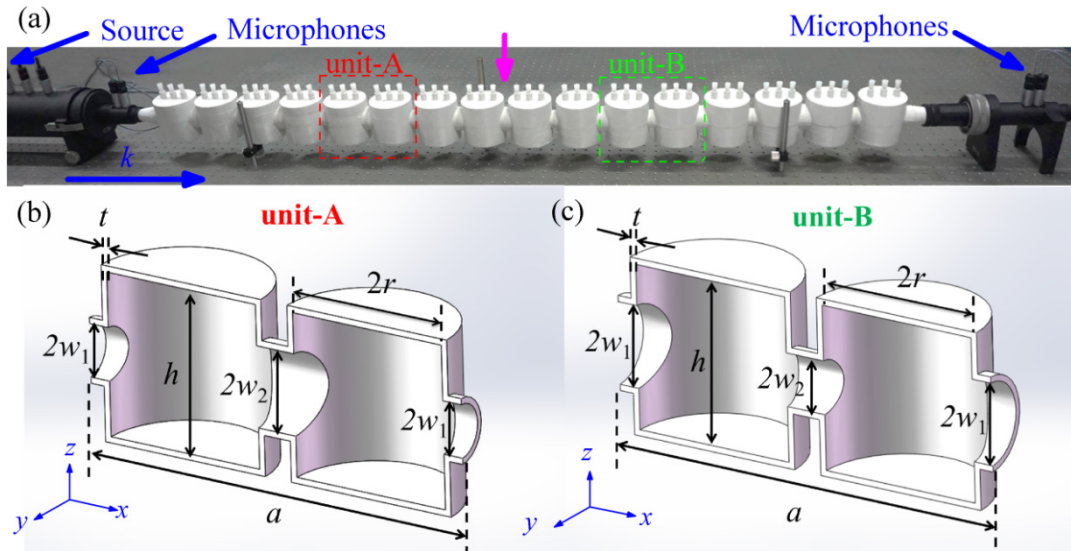 (a)
Source
Microphones
Microphones
unit-A
unit-B
k
(b)
unit-A
t
2r
2w₁
h
2w₂
2w₁
a
z
y
x
(c)
unit-B
t
2r
2w₁
h
2w₂
2w₁
a
z
y
x